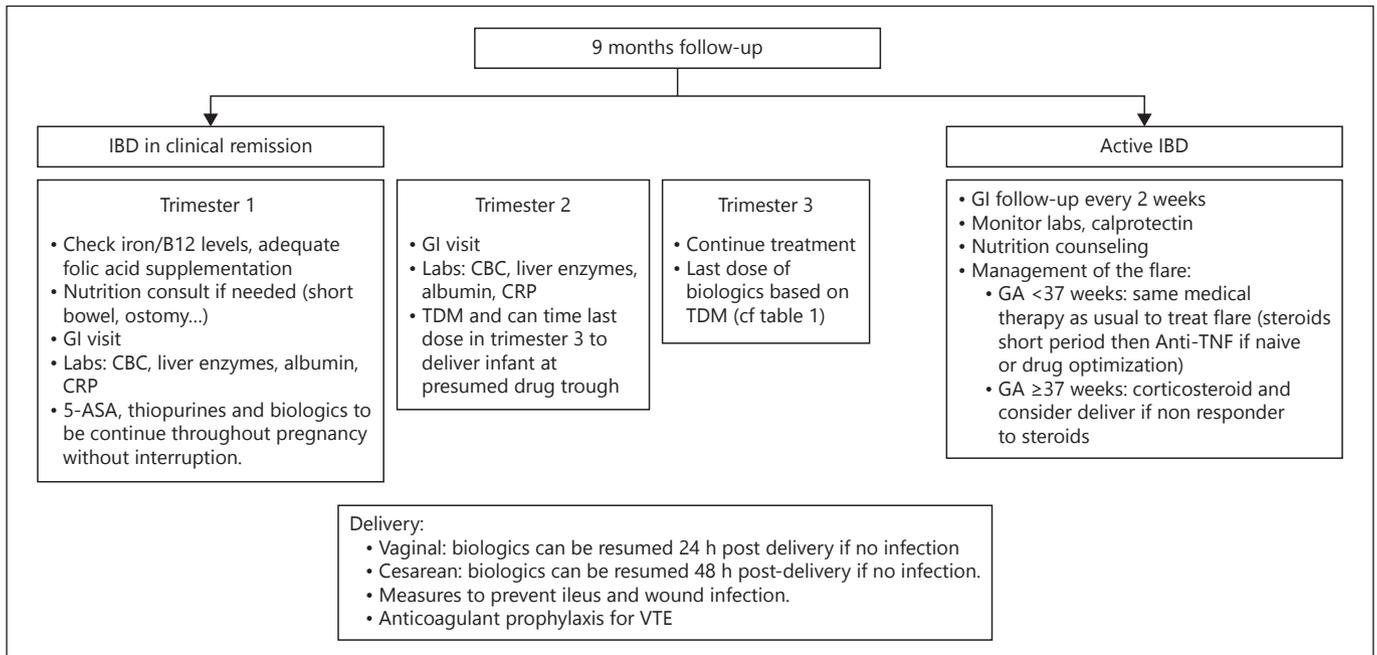 9 months follow-up
IBD in clinical remission
Trimester 1
• Check iron/B12 levels, adequate
folic acid supplementation
• Nutrition consult if needed (short
bowel, ostomy...)
• GI visit
• Labs: CBC, liver enzymes, albumin,
CRP
• 5-ASA, thiopurines and biologics to
be continue throughout pregnancy
without interruption.
Trimester 2
• GI visit
• Labs: CBC, liver enzymes,
albumin, CRP
• TDM and can time last
dose in trimester 3 to
deliver infant at
presumed drug trough
Trimester 3
• Continue treatment
• Last dose of
biologics based on
TDM (cf table 1)
Active IBD
• GI follow-up every 2 weeks
• Monitor labs, calprotectin
• Nutrition counseling
• Management of the flare:
• GA <37 weeks: same medical
therapy as usual to treat flare (steroids
short period then Anti-TNF if naive
or drug optimization)
• GA ≥37 weeks: corticosteroid and
consider deliver if non responder
to steroids
Delivery:
• Vaginal: biologics can be resumed 24 h post delivery if no infection
• Cesarean: biologics can be resumed 48 h post-delivery if no infection.
• Measures to prevent ileus and wound infection.
• Anticoagulant prophylaxis for VTE